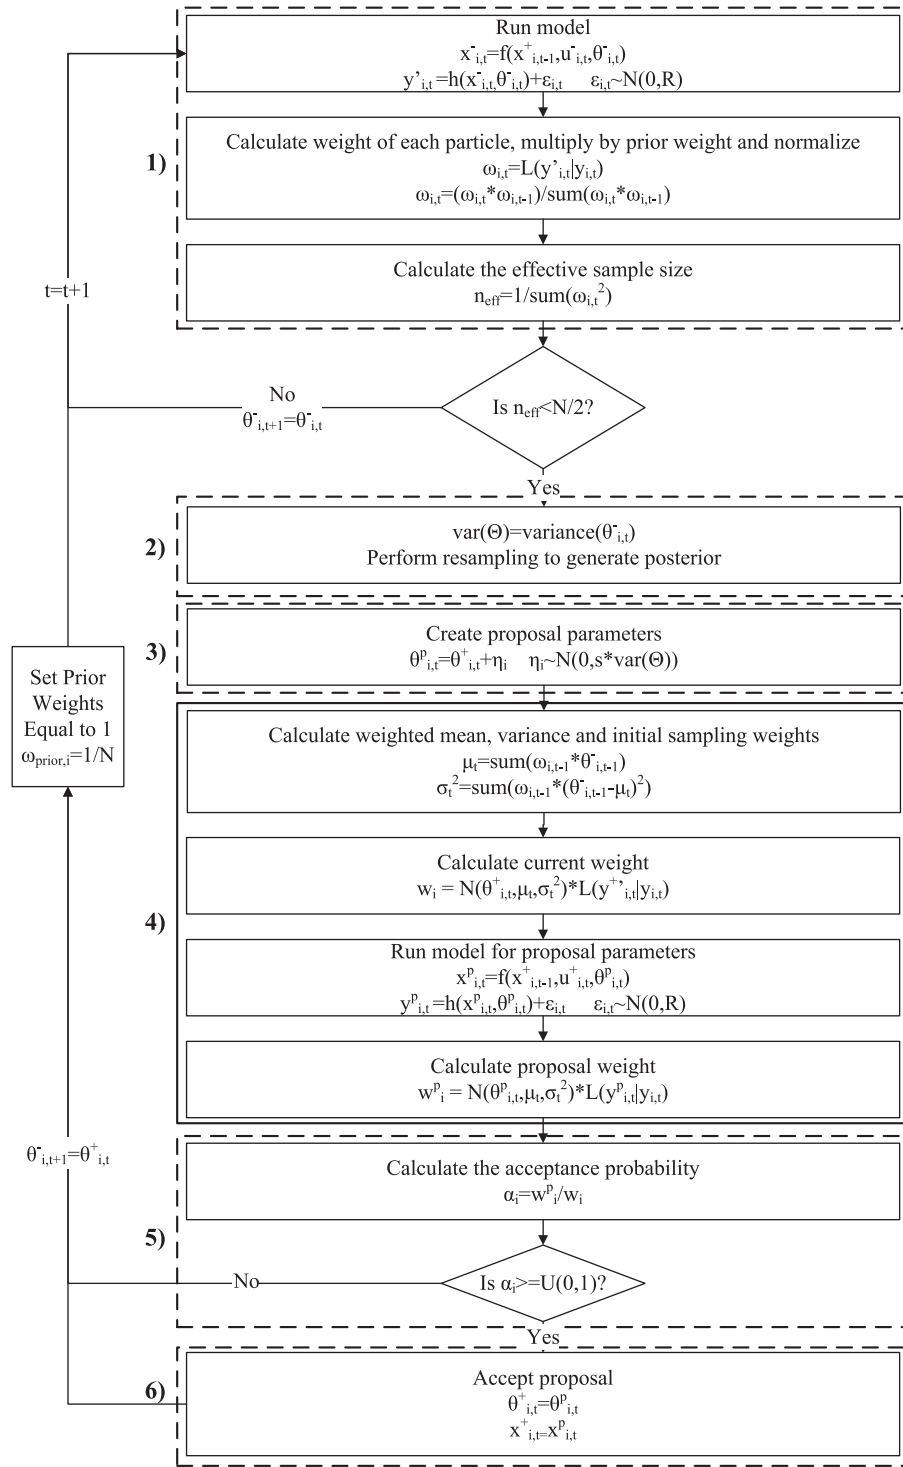 Run model
x⁻ᵢ,ₜ=f(x⁺ᵢ,ₜ₋₁,u⁻ᵢ,ₜ,θ⁻ᵢ,ₜ)
y’ᵢ,ₜ=h(x⁻ᵢ,ₜ,θ⁻ᵢ,ₜ)+εᵢ,ₜ εᵢ,ₜ~N(0,R)
1)
Calculate weight of each particle, multiply by prior weight and normalize
ωᵢ,ₜ=L(y’ᵢ,ₜ|yᵢ,ₜ)
ωᵢ,ₜ=(ωᵢ,ₜ*ωᵢ,ₜ₋₁)/sum(ωᵢ,ₜ*ωᵢ,ₜ₋₁)
Calculate the effective sample size
n_eff=1/sum(ωᵢ,ₜ²)
t=t+1
Is n_eff<N/2?
No
θ⁻ᵢ,ₜ₊₁=θ⁻ᵢ,ₜ
Yes
2)
var(Θ)=variance(θ⁻ᵢ,ₜ)
Perform resampling to generate posterior
3)
Create proposal parameters
θᵖᵢ,ₜ=θ⁺ᵢ,ₜ+ηᵢ ηᵢ~N(0,s*var(Θ))
Set Prior
Weights
Equal to 1
ω_prior,i=1/N
4)
Calculate weighted mean, variance and initial sampling weights
μₜ=sum(ωᵢ,ₜ₋₁*θ⁻ᵢ,ₜ₋₁)
σₜ²=sum(ωᵢ,ₜ₋₁*(θ⁻ᵢ,ₜ₋₁-μₜ)²)
Calculate current weight
wᵢ = N(θ⁺ᵢ,ₜ,μₜ,σₜ²)*L(y⁺’ᵢ,ₜ|yᵢ,ₜ)
Run model for proposal parameters
xᵖᵢ,ₜ=f(x⁺ᵢ,ₜ₋₁,u⁺ᵢ,ₜ,θᵖᵢ,ₜ)
yᵖᵢ,ₜ=h(xᵖᵢ,ₜ,θᵖᵢ,ₜ)+εᵢ,ₜ εᵢ,ₜ~N(0,R)
Calculate proposal weight
wᵖᵢ = N(θᵖᵢ,ₜ,μₜ,σₜ²)*L(yᵖᵢ,ₜ|yᵢ,ₜ)
θ⁻ᵢ,ₜ₊₁=θ⁺ᵢ,ₜ
5)
Calculate the acceptance probability
αᵢ=wᵖᵢ/wᵢ
Is αᵢ>=U(0,1)?
No
Yes
6)
Accept proposal
θ⁺ᵢ,ₜ=θᵖᵢ,ₜ
x⁺ᵢ,ₜ=xᵖᵢ,ₜ